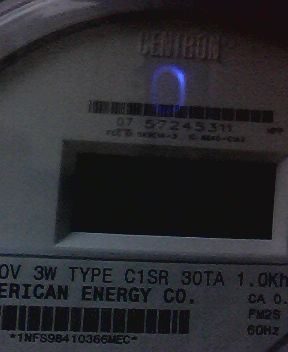 CENTRON
07 57245311
0V 3W TYPE C1SR 30TA 1.0Kh
ERICAN ENERGY CO.
CA 0.
FM2S
60Hz
*1NFS98410366MEC*